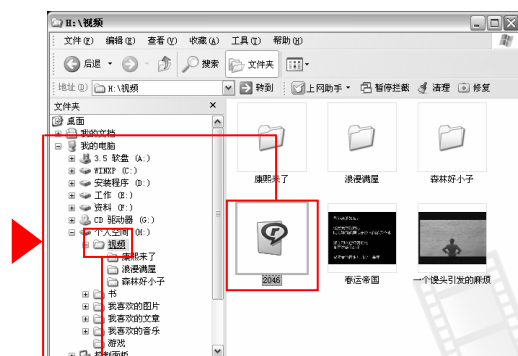 H:\视频
文件(F) 编辑(E) 查看(V) 收藏(A) 工具(T) 帮助(H)
后退 搜索 文件夹
地址(D) H:\视频 转到 上网助手 暂停拦截 清理 修复
文件夹 ×
桌面
我的文档
我的电脑
3.5 软盘 (A:)
WINXP (C:)
安装程序 (D:)
工作 (E:)
资料 (F:)
CD 驱动器 (G:)
个人空间 (H:)
视频
康熙来了
浪漫满屋
森林好小子
书
我喜欢的图片
我喜欢的文章
我喜欢的音乐
游戏
控制面板
康熙来了 浪漫满屋 森林好小子
2046 春运帝国 一个馒头引发的麻烦